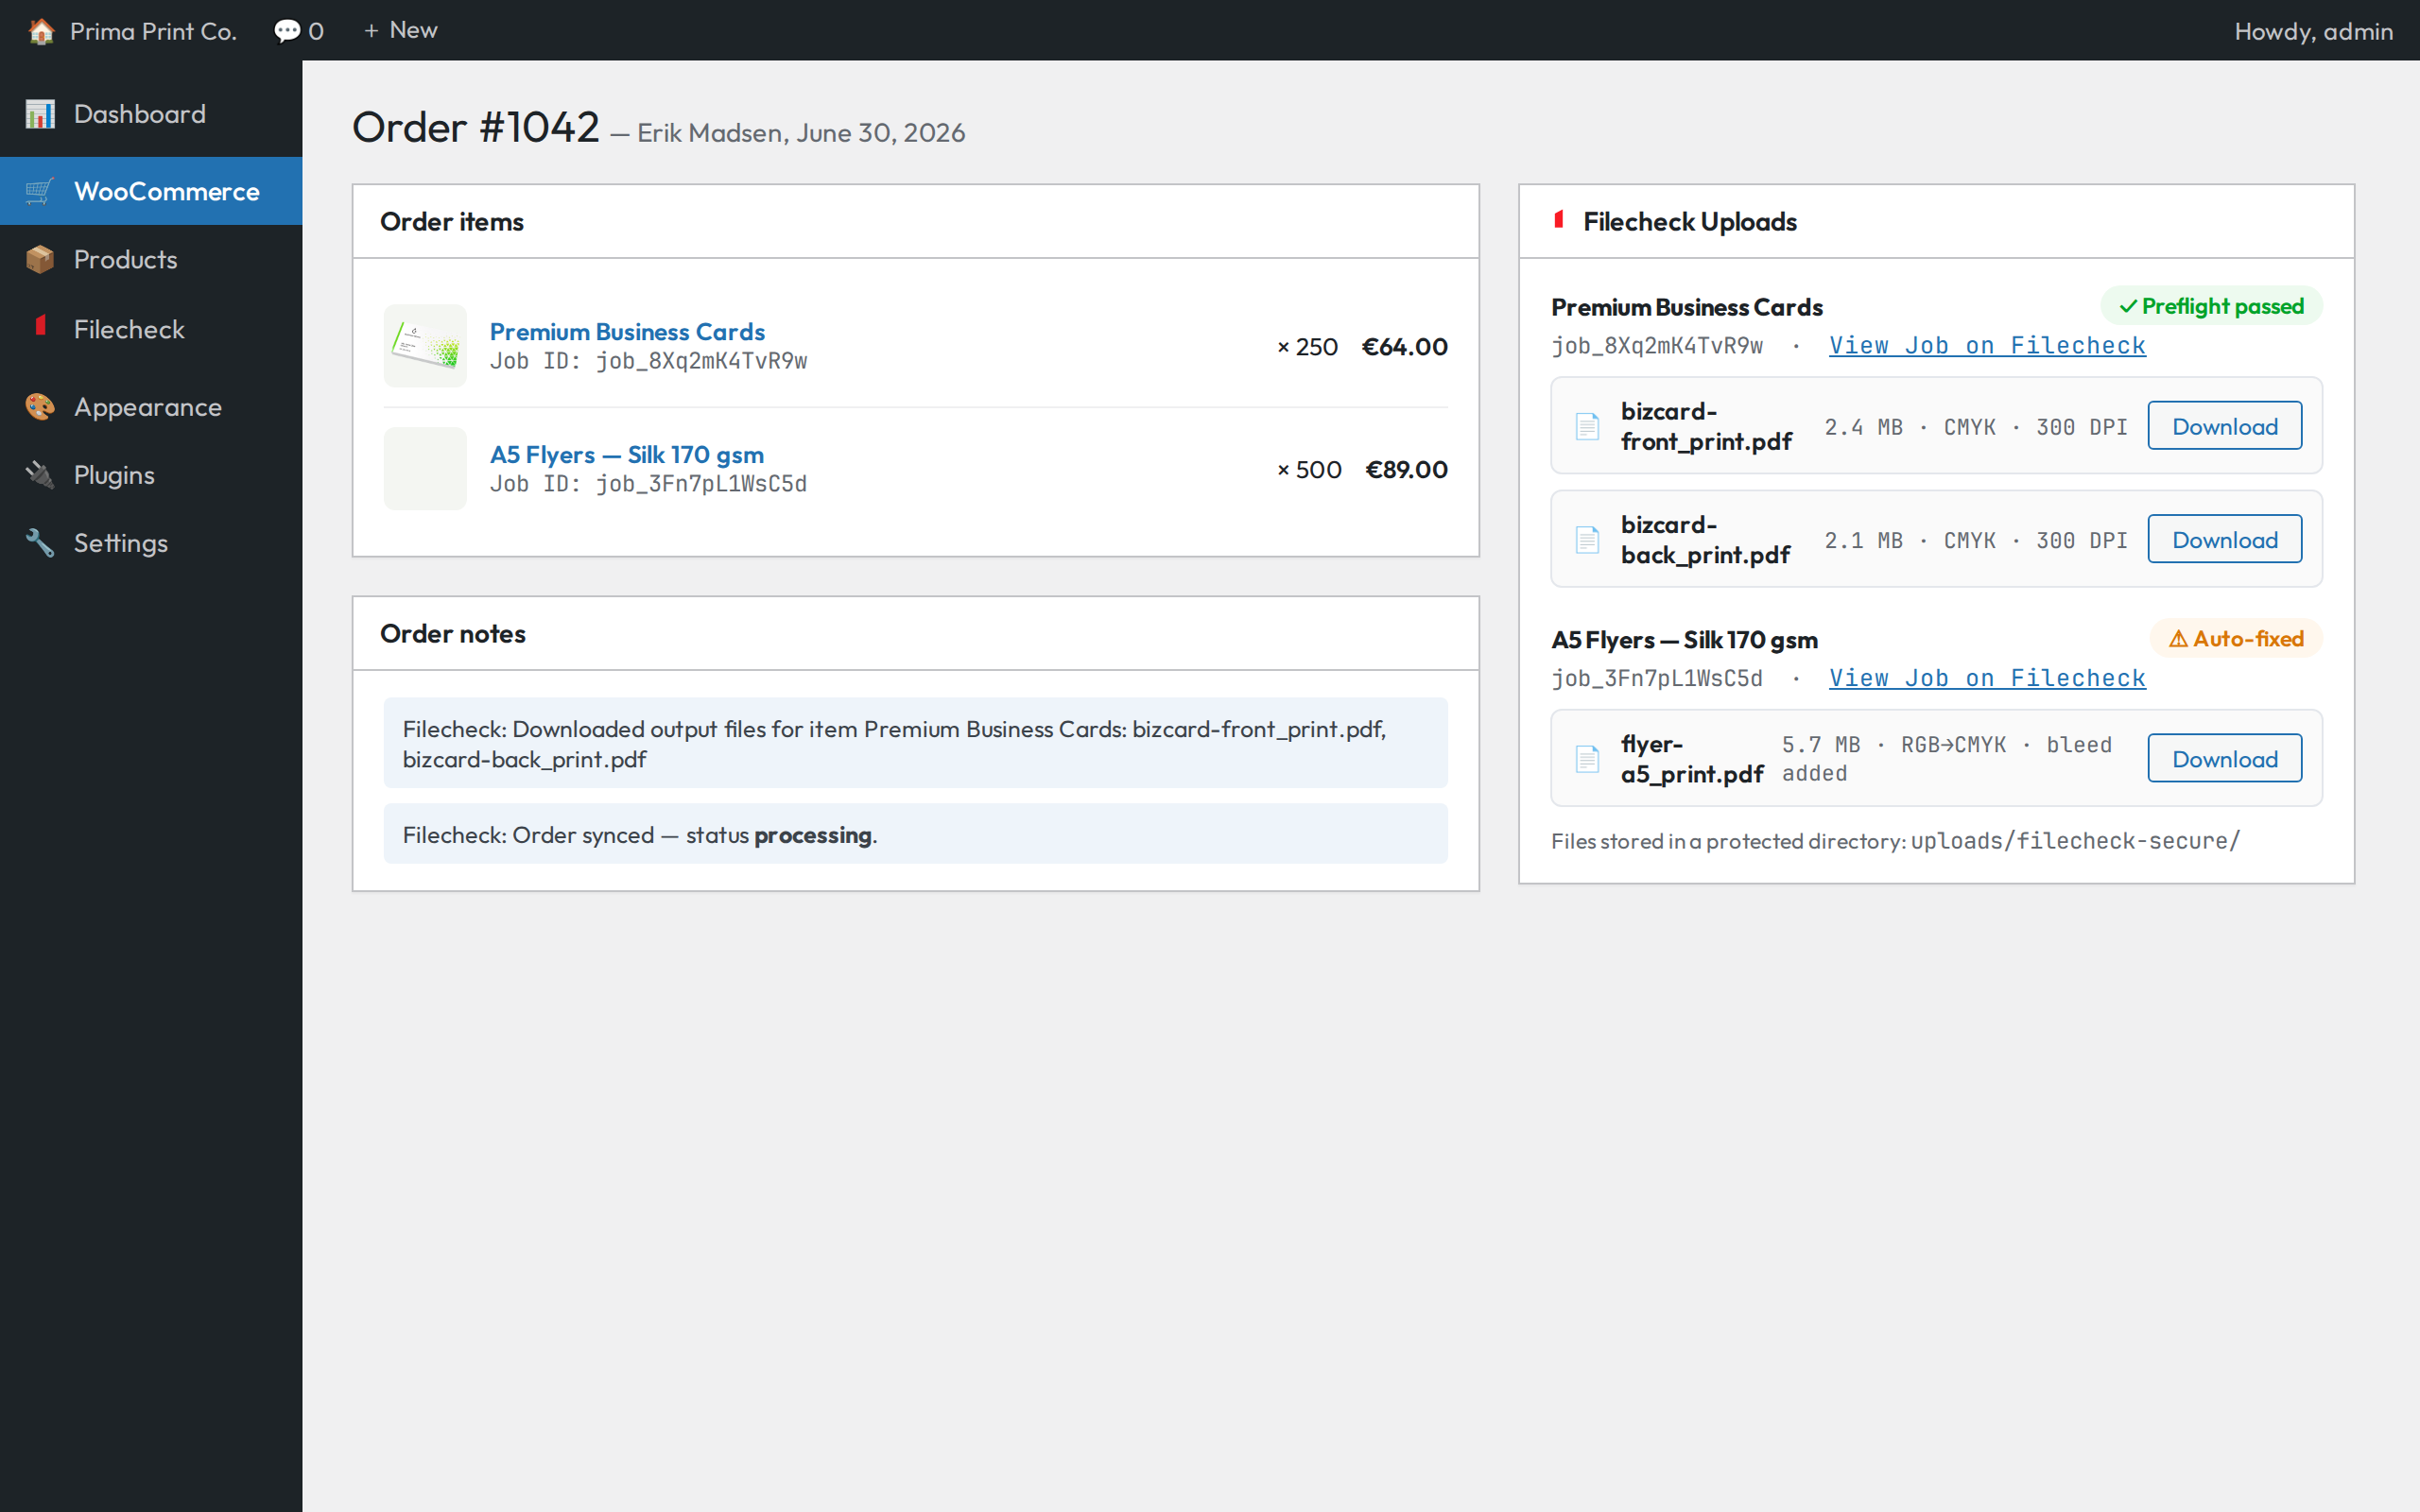 Prima Print Co. 0 + New Howdy, admin
Dashboard
WooCommerce
Products
Filecheck
Appearance
Plugins
Settings
Order #1042 — Erik Madsen, June 30, 2026
Order items
Premium Business Cards
Job ID: job_8Xq2mK4TvR9w
× 250 €64.00
A5 Flyers — Silk 170 gsm
Job ID: job_3Fn7pL1WsC5d
× 500 €89.00
Order notes
Filecheck: Downloaded output files for item Premium Business Cards: bizcard-front_print.pdf,
bizcard-back_print.pdf
Filecheck: Order synced — status processing.
Filecheck Uploads
Premium Business Cards ✓ Preflight passed
job_8Xq2mK4TvR9w · View Job on Filecheck
bizcard-
front_print.pdf
2.4 MB · CMYK · 300 DPI
Download
bizcard-
back_print.pdf
2.1 MB · CMYK · 300 DPI
Download
A5 Flyers — Silk 170 gsm ⚠ Auto-fixed
job_3Fn7pL1WsC5d · View Job on Filecheck
flyer-
a5_print.pdf
5.7 MB · RGB→CMYK · bleed
added
Download
Files stored in a protected directory: uploads/filecheck-secure/